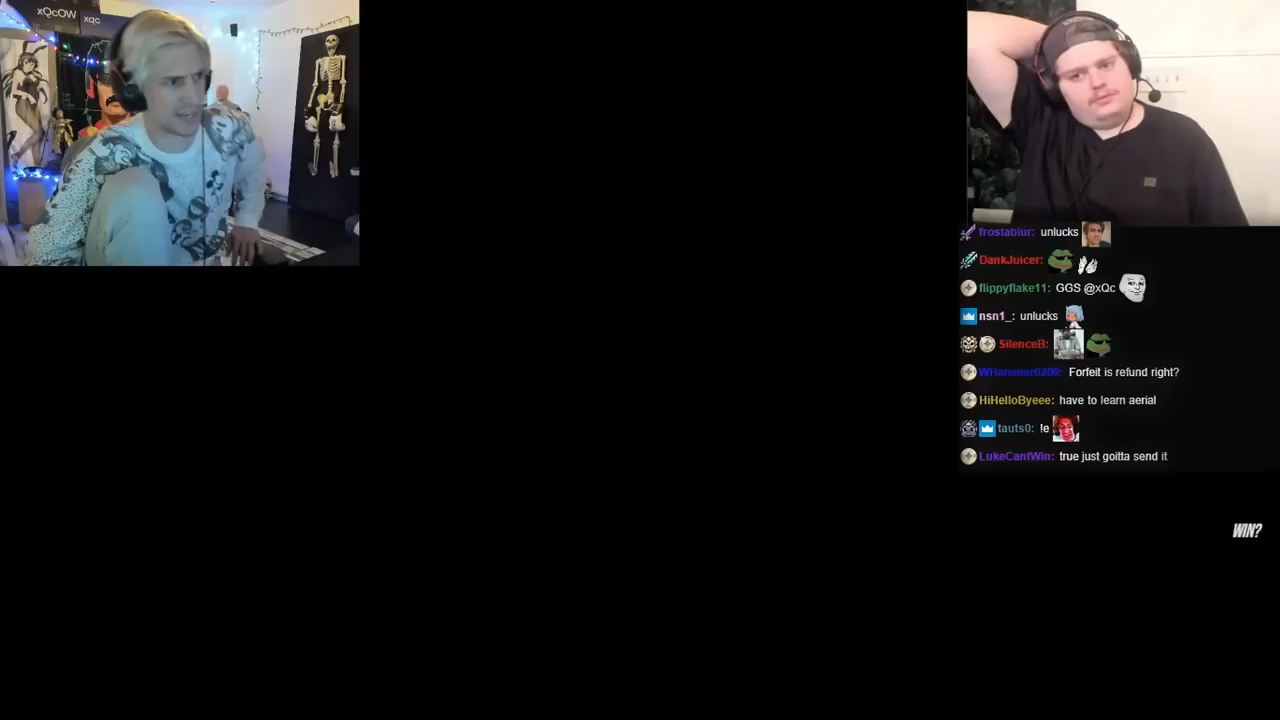 xQcOW
xqc
frostablur: unlucks
DankJuicer:
flippyflake11: GGS @xQc
nsn1_: unlucks
SilenceB:
Forfeit is refund right?
HiHelloByeee: have to learn aerial
tauts0: !e
LukeCantWin: true just goitta send it
WIN?